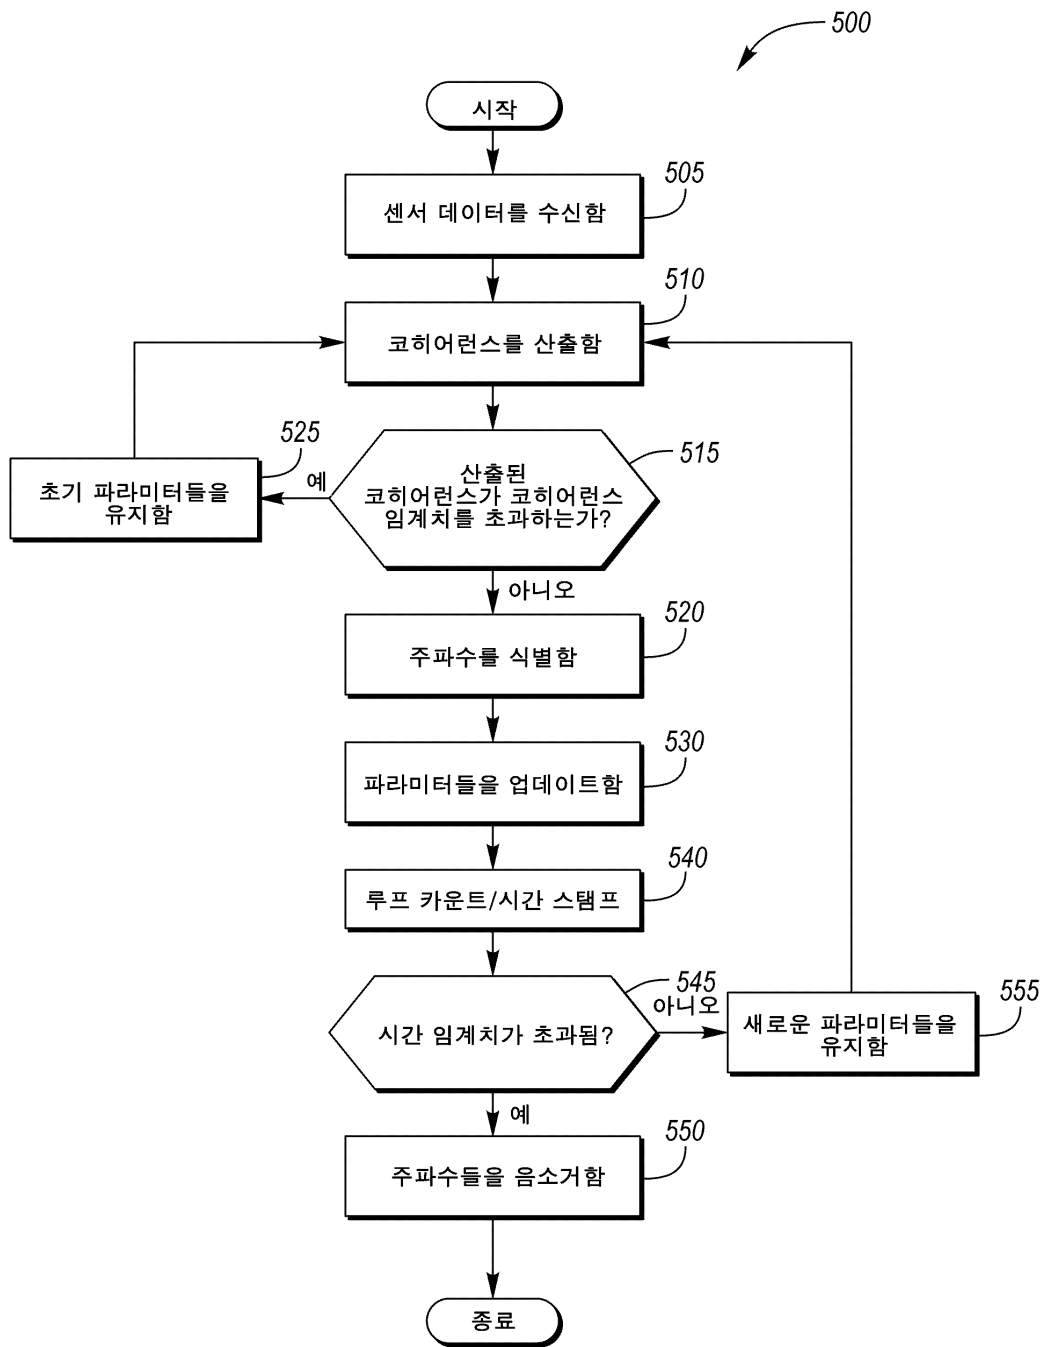 500
시작
505
센서 데이터를 수신함
510
코히어런스를 산출함
525
초기 파라미터들을
유지함
예
515
산출된
코히어런스가 코히어런스
임계치를 초과하는가?
아니오
520
주파수를 식별함
530
파라미터들을 업데이트함
540
루프 카운트/시간 스탬프
545
시간 임계치가 초과됨?
아니오
555
새로운 파라미터들을
유지함
예
550
주파수들을 음소거함
종료